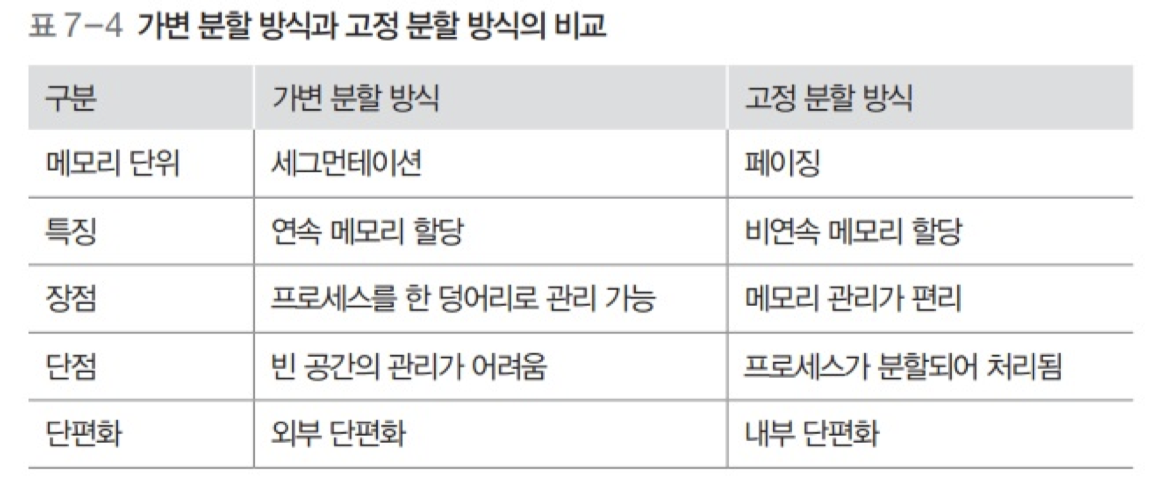 표 7-4 가변 분할 방식과 고정 분할 방식의 비교
구분 가변 분할 방식 고정 분할 방식
메모리 단위 세그먼테이션 페이징
특징 연속 메모리 할당 비연속 메모리 할당
장점 프로세스를 한 덩어리로 관리 가능 메모리 관리가 편리
단점 빈 공간의 관리가 어려움 프로세스가 분할되어 처리됨
단편화 외부 단편화 내부 단편화